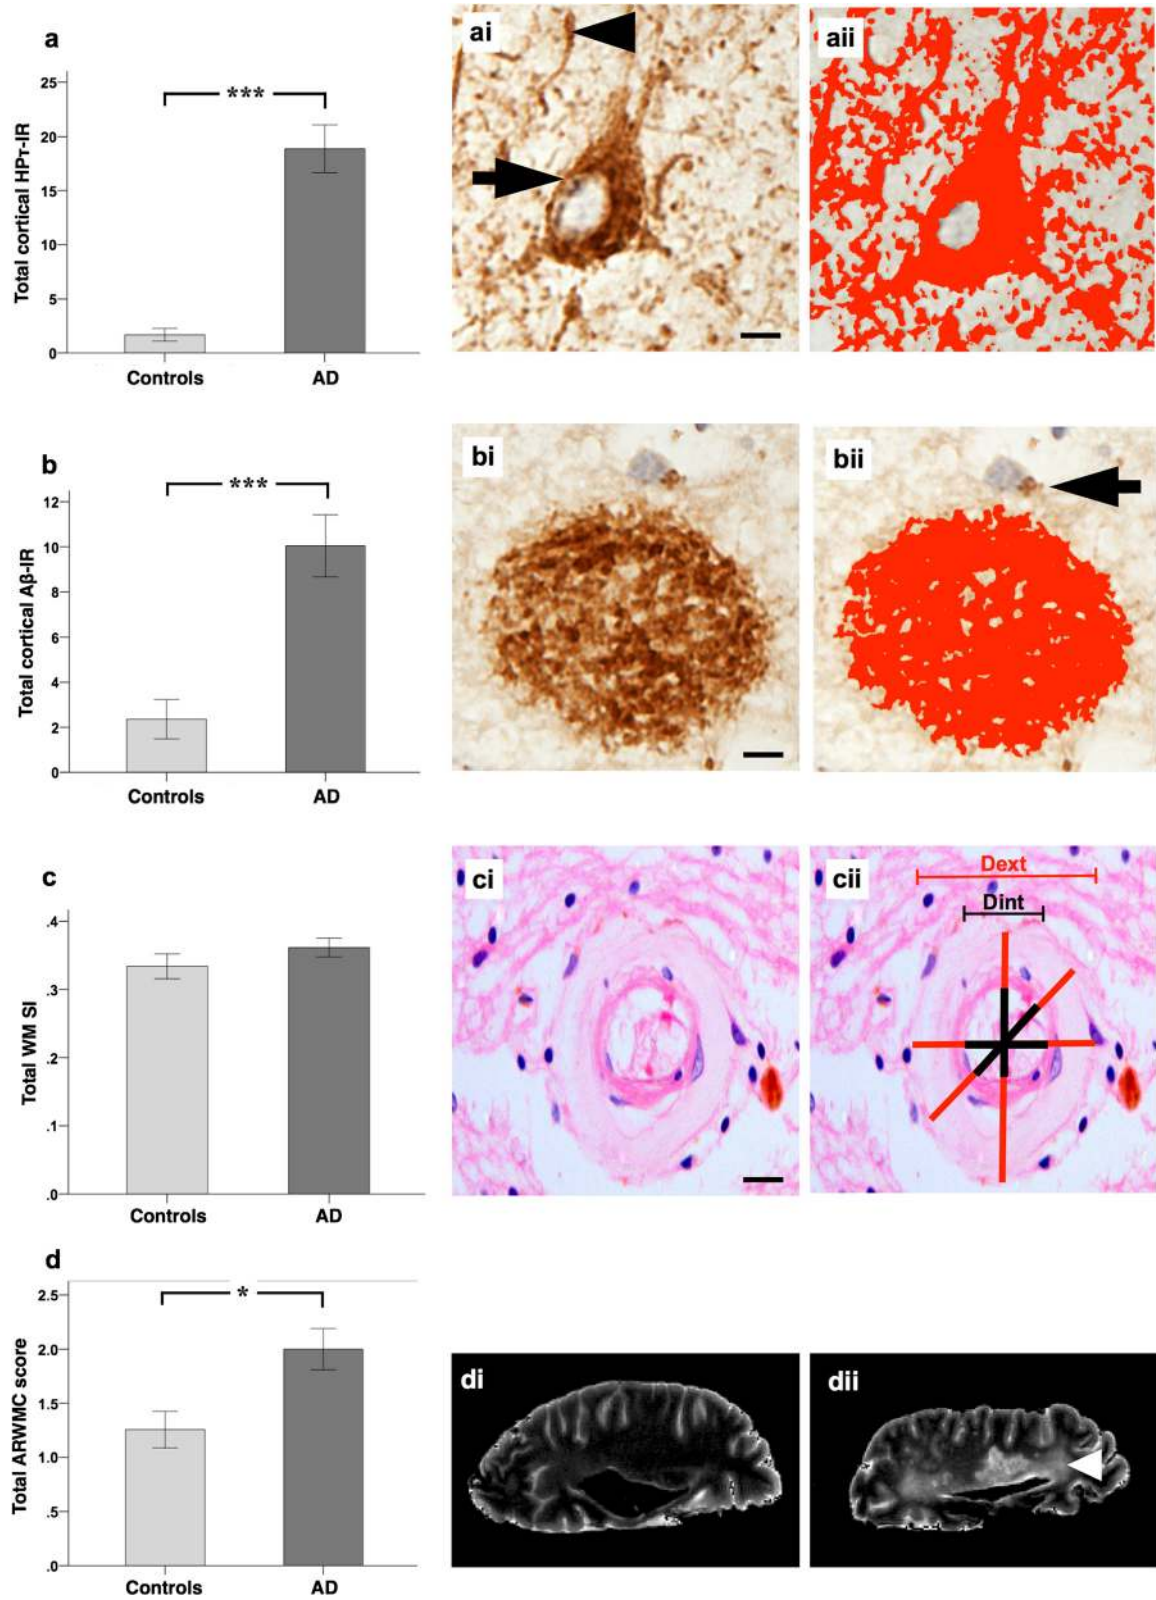 a
Total cortical HPτ-IR
25
20
15
10
5
0
***
Controls AD
ai
aii
b
Total cortical Aβ-IR
12
10
8
6
4
2
0
***
Controls AD
bi
bii
c
Total WM SI
.4
.3
.2
.1
.0
Controls AD
ci
cii
Dext
Dint
d
Total ARWMC score
2.5
2.0
1.5
1.0
.5
.0
*
Controls AD
di
dii